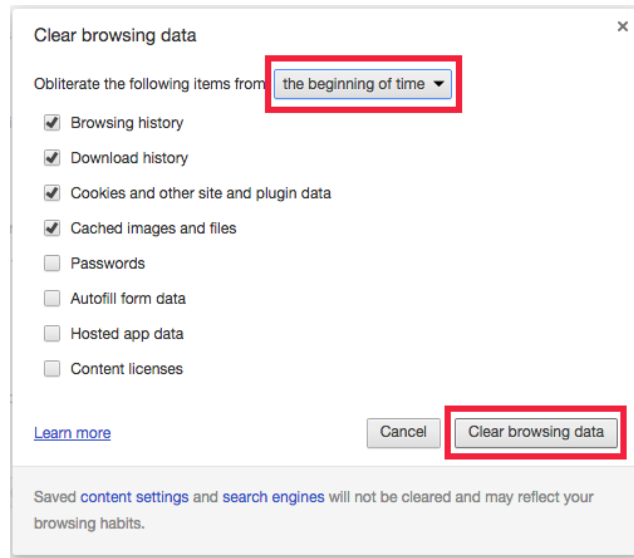 Clear browsing data
Obliterate the following items from the beginning of time
Browsing history
Download history
Cookies and other site and plugin data
Cached images and files
Passwords
Autofill form data
Hosted app data
Content licenses
Learn more Cancel Clear browsing data
Saved content settings and search engines will not be cleared and may reflect your
browsing habits.